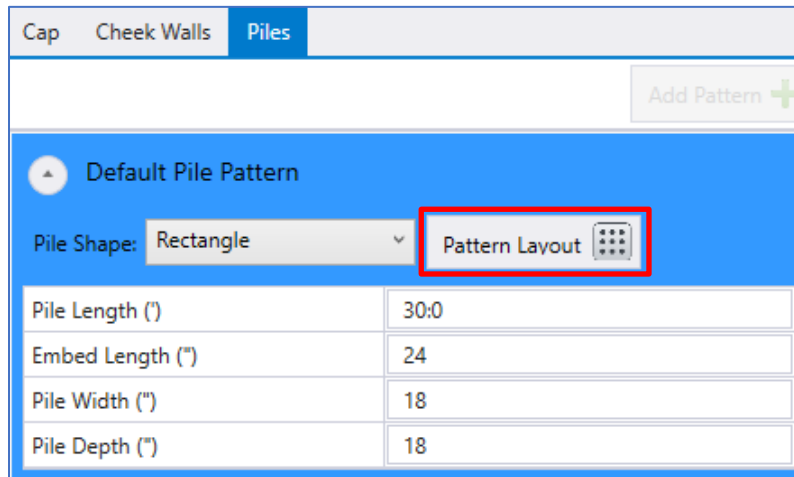 Cap Cheek Walls Piles
Add Pattern
Default Pile Pattern
Pile Shape: Rectangle Pattern Layout
Pile Length (') 30:0
Embed Length (") 24
Pile Width (") 18
Pile Depth (") 18